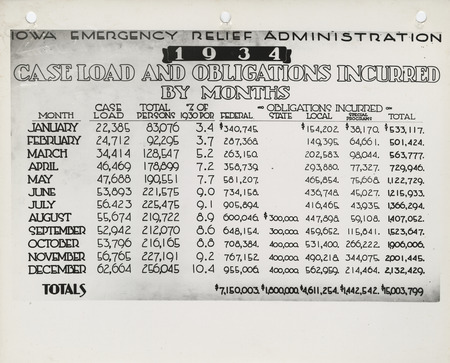 IOWA EMERGENCY RELIEF ADMINISTRATION
1934
CASE LOAD AND OBLIGATIONS INCURRED
BY MONTHS
MONTH CASE LOAD TOTAL PERSONS % OF 1930 POP. OBLIGATIONS INCURRED FEDERAL STATE LOCAL SPECIAL PROGRAMS TOTAL
JANUARY 22,385 83,076 3.4 $340,745. $154,202 $38,170. $533,117.
FEBRUARY 24,712 92,295 3.7 287,368. 149,395 64,661. 501,424.
MARCH 34,414 128,547 5.2 263,150. 202,583. 98,044. 563,777.
APRIL 46,469 178,899 7.2 358,739. 293,880. 77,327. 729,946.
MAY 47,688 190,551 7.7 581,207. 465,854. 75,668. 1,122,729.
JUNE 53,893 221,575 9.0 734,158. 436,748. 45,027. 1,215,933.
JULY 56,423 225,475 9.1 905,894. 416,465. 43,935. 1,366,294.
AUGUST 55,674 219,722 8.9 600,046. $300,000. 447,898. 59,108. 1,407,052.
SEPTEMBER 52,942 212,070 8.6 648,154. 300,000. 459,652. 115,841. 1,523,647.
OCTOBER 53,796 216,165 8.8 708,384. 400,000. 531,400. 266,222. 1,906,006.
NOVEMBER 56,765 227,191 9.2 767,152. 400,000. 490,218. 344,075. 2,001,445.
DECEMBER 62,664 256,045 10.4 955,006. 400,000. 562,959. 214,464. 2,132,429.
TOTALS $7,150,003. $1,800,000. $4,611,254. $1,442,542. $15,003,799